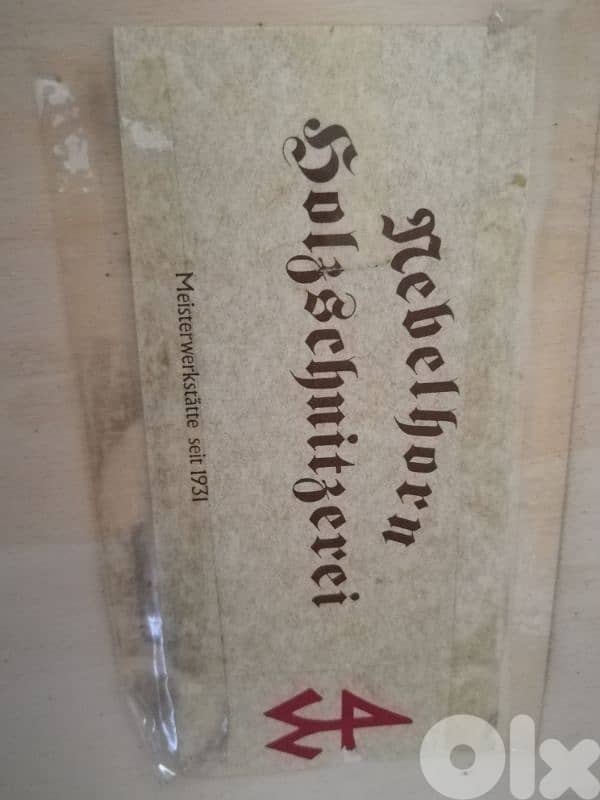 Nebelhorn
Holzschnitzerei
Meisterwerkstätte seit 1931
Olx